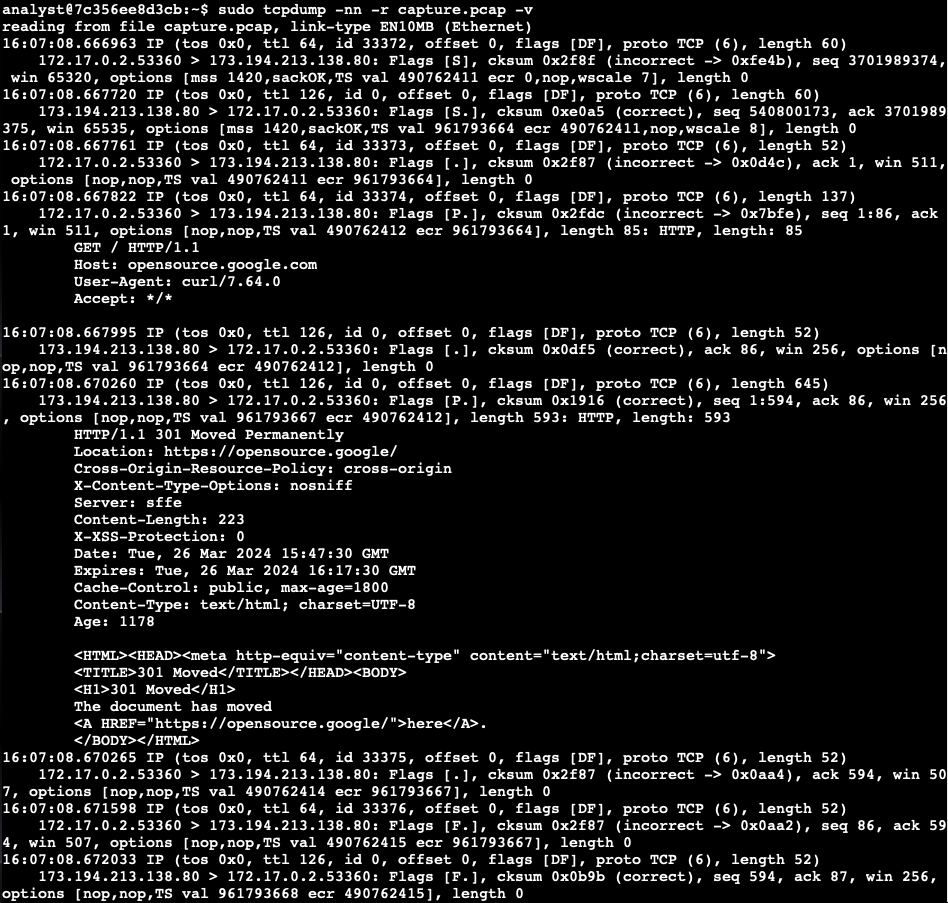 analyst@7c356ee8d3cb:~$ sudo tcpdump -nn -r capture.pcap -v
reading from file capture.pcap, link-type EN10MB (Ethernet)
16:07:08.666963 IP (tos 0x0, ttl 64, id 33372, offset 0, flags [DF], proto TCP (6), length 60)
    172.17.0.2.53360 > 173.194.213.138.80: Flags [S], cksum 0x2f8f (incorrect -> 0xfe4b), seq 3701989374,
 win 65320, options [mss 1420,sackOK,TS val 490762411 ecr 0,nop,wscale 7], length 0
16:07:08.667720 IP (tos 0x0, ttl 126, id 0, offset 0, flags [DF], proto TCP (6), length 60)
    173.194.213.138.80 > 172.17.0.2.53360: Flags [S.], cksum 0xe0a5 (correct), seq 540800173, ack 3701989
375, win 65535, options [mss 1420,sackOK,TS val 961793664 ecr 490762411,nop,wscale 8], length 0
16:07:08.667761 IP (tos 0x0, ttl 64, id 33373, offset 0, flags [DF], proto TCP (6), length 52)
    172.17.0.2.53360 > 173.194.213.138.80: Flags [.], cksum 0x2f87 (incorrect -> 0x0d4c), ack 1, win 511,
 options [nop,nop,TS val 490762411 ecr 961793664], length 0
16:07:08.667822 IP (tos 0x0, ttl 64, id 33374, offset 0, flags [DF], proto TCP (6), length 137)
    172.17.0.2.53360 > 173.194.213.138.80: Flags [P.], cksum 0x2fdc (incorrect -> 0x7bfe), seq 1:86, ack
1, win 511, options [nop,nop,TS val 490762412 ecr 961793664], length 85: HTTP, length: 85
        GET / HTTP/1.1
        Host: opensource.google.com
        User-Agent: curl/7.64.0
        Accept: */*

16:07:08.667995 IP (tos 0x0, ttl 126, id 0, offset 0, flags [DF], proto TCP (6), length 52)
    173.194.213.138.80 > 172.17.0.2.53360: Flags [.], cksum 0x0df5 (correct), ack 86, win 256, options [n
op,nop,TS val 961793664 ecr 490762412], length 0
16:07:08.670260 IP (tos 0x0, ttl 126, id 0, offset 0, flags [DF], proto TCP (6), length 645)
    173.194.213.138.80 > 172.17.0.2.53360: Flags [P.], cksum 0x1916 (correct), seq 1:594, ack 86, win 256
, options [nop,nop,TS val 961793667 ecr 490762412], length 593: HTTP, length: 593
        HTTP/1.1 301 Moved Permanently
        Location: https://opensource.google/
        Cross-Origin-Resource-Policy: cross-origin
        X-Content-Type-Options: nosniff
        Server: sffe
        Content-Length: 223
        X-XSS-Protection: 0
        Date: Tue, 26 Mar 2024 15:47:30 GMT
        Expires: Tue, 26 Mar 2024 16:17:30 GMT
        Cache-Control: public, max-age=1800
        Content-Type: text/html; charset=UTF-8
        Age: 1178

        <HTML><HEAD><meta http-equiv="content-type" content="text/html;charset=utf-8">
        <TITLE>301 Moved</TITLE></HEAD><BODY>
        <H1>301 Moved</H1>
        The document has moved
        <A HREF="https://opensource.google/">here</A>.
        </BODY></HTML>
16:07:08.670265 IP (tos 0x0, ttl 64, id 33375, offset 0, flags [DF], proto TCP (6), length 52)
    172.17.0.2.53360 > 173.194.213.138.80: Flags [.], cksum 0x2f87 (incorrect -> 0x0aa4), ack 594, win 50
7, options [nop,nop,TS val 490762414 ecr 961793667], length 0
16:07:08.671598 IP (tos 0x0, ttl 64, id 33376, offset 0, flags [DF], proto TCP (6), length 52)
    172.17.0.2.53360 > 173.194.213.138.80: Flags [F.], cksum 0x2f87 (incorrect -> 0x0aa2), seq 86, ack 59
4, win 507, options [nop,nop,TS val 490762415 ecr 961793667], length 0
16:07:08.672033 IP (tos 0x0, ttl 126, id 0, offset 0, flags [DF], proto TCP (6), length 52)
    173.194.213.138.80 > 172.17.0.2.53360: Flags [F.], cksum 0x0b9b (correct), seq 594, ack 87, win 256,
options [nop,nop,TS val 961793668 ecr 490762415], length 0